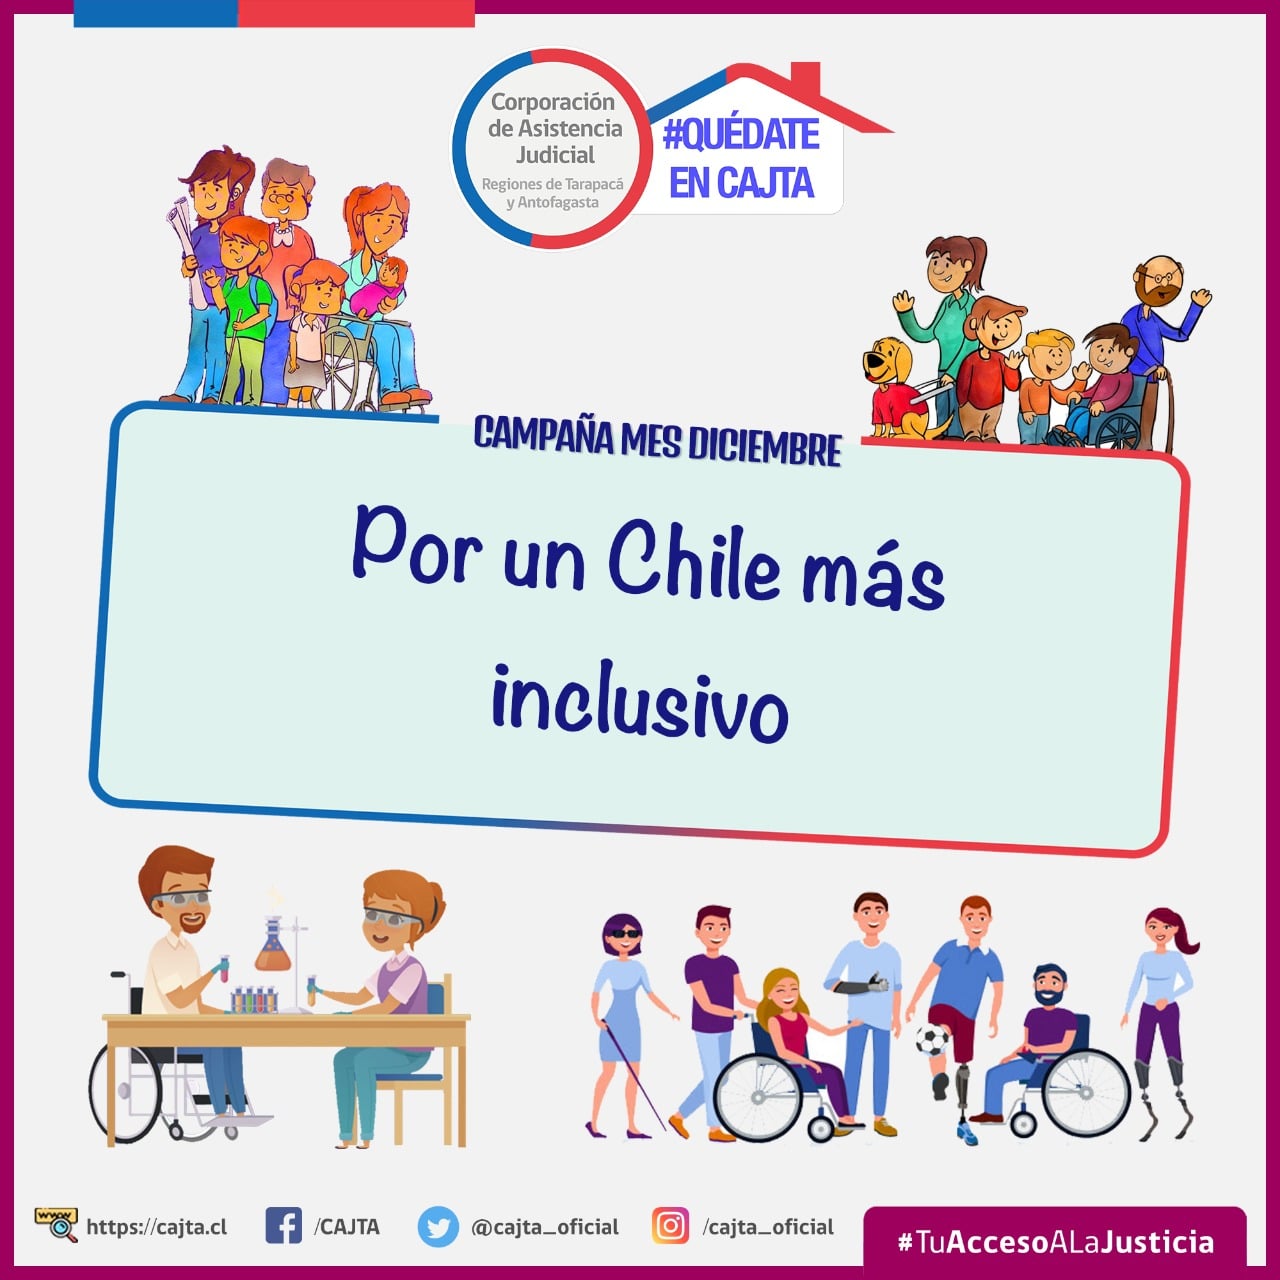 Corporación
de Asistencia
Judicial
Regiones de Tarapacá
y Antofagasta
#QUÉDATE
EN CAJTA
CAMPAÑA MES DICIEMBRE
Por un Chile más
inclusivo
www
https://cajta.cl
/CAJTA
@cajta_oficial
/cajta_oficial
#TuAccesoALaJusticia